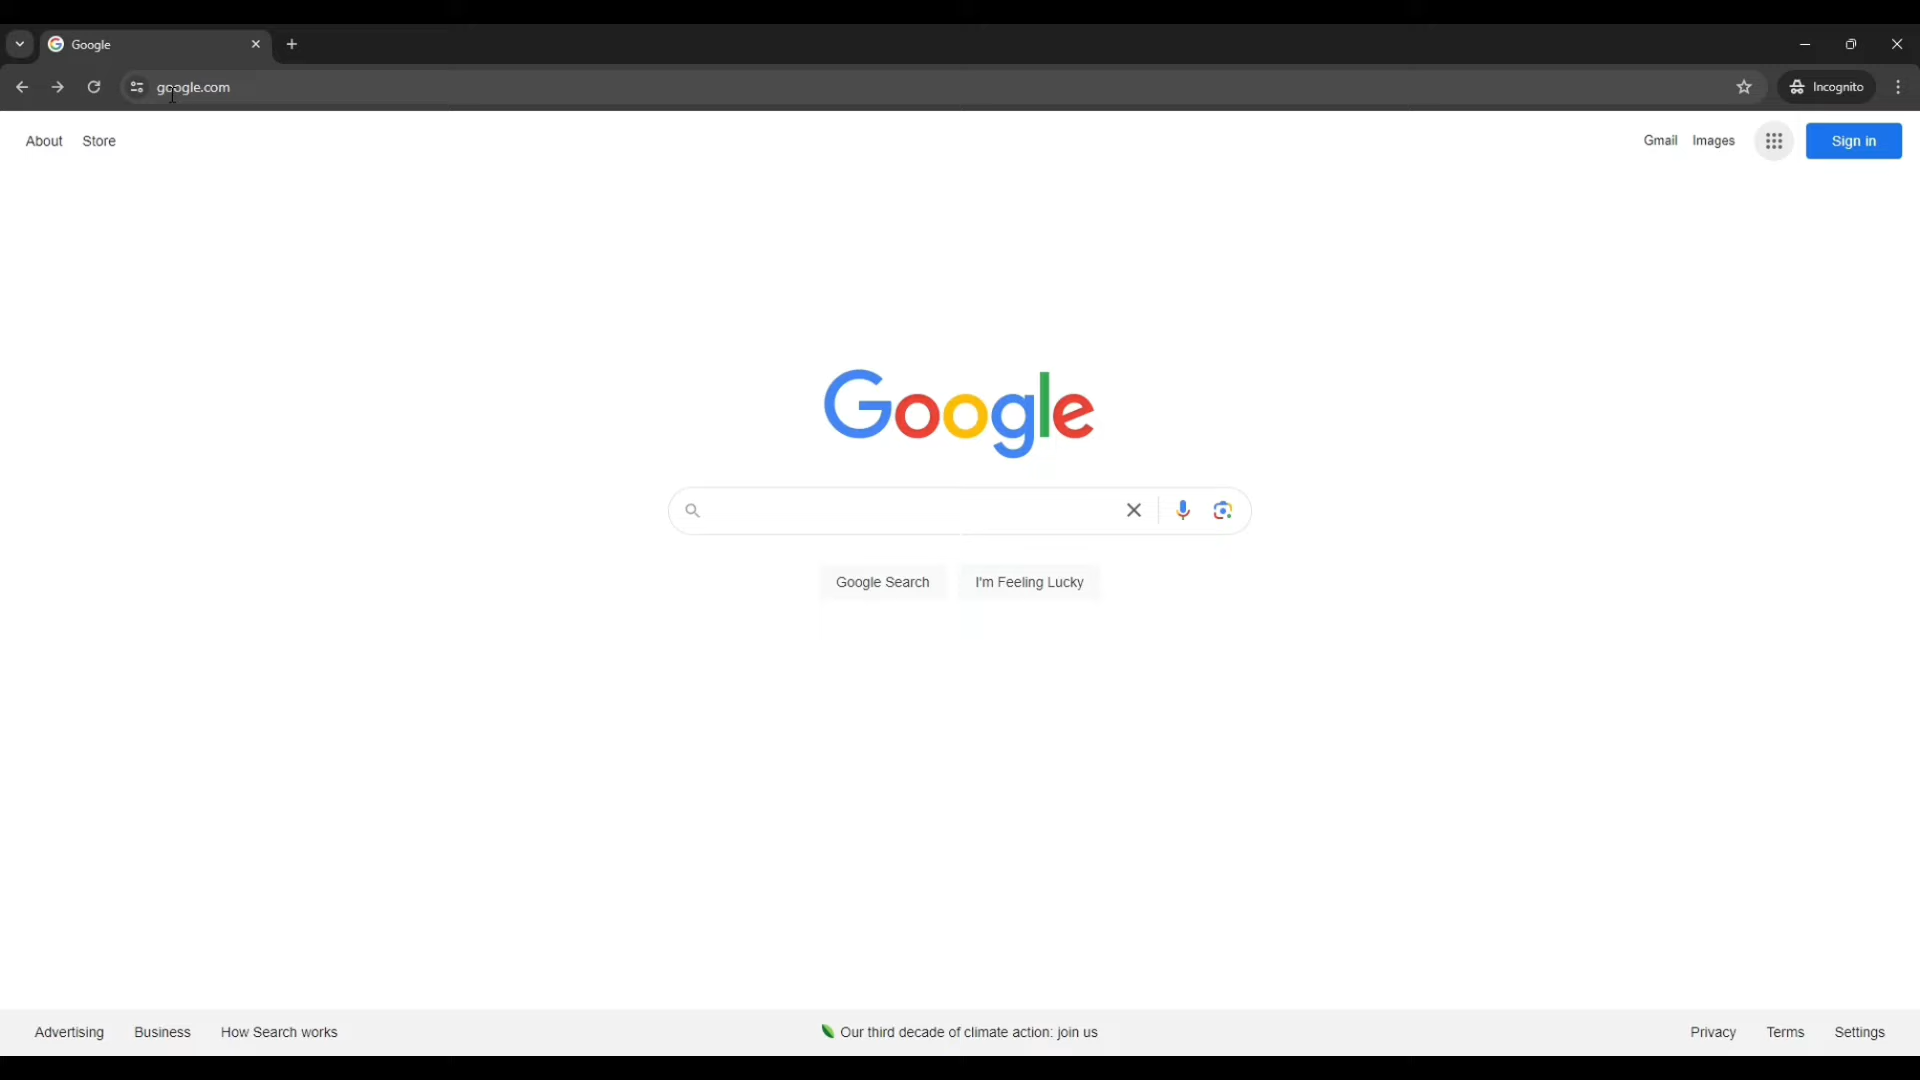 Google
google.com
Incognito
About Store
Gmail Images Sign in
Google
Google Search I'm Feeling Lucky
Advertising Business How Search works Our third decade of climate action: join us Privacy Terms Settings